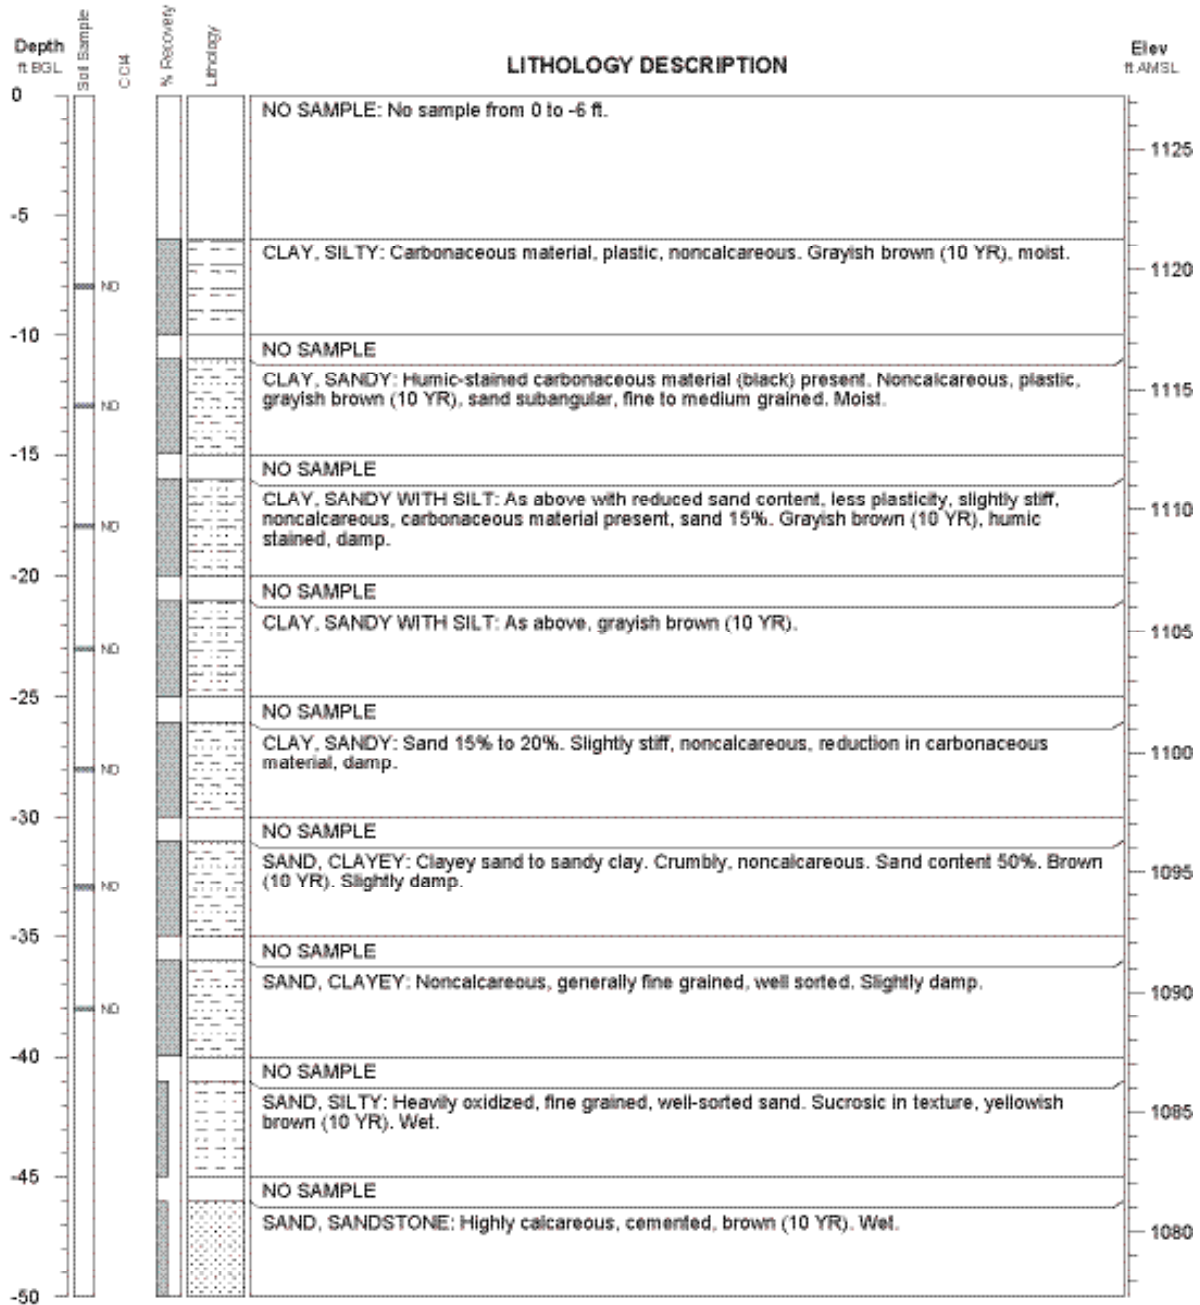 Depth
ft BGL
Soil Sample
CCl4
% Recovery
Lithology
LITHOLOGY DESCRIPTION
Elev
ft AMSL
0
NO SAMPLE: No sample from 0 to -6 ft.
1125
-5
CLAY, SILTY: Carbonaceous material, plastic, noncalcareous. Grayish brown (10 YR), moist.
1120
ND
-10
NO SAMPLE
CLAY, SANDY: Humic-stained carbonaceous material (black) present. Noncalcareous, plastic,
grayish brown (10 YR), sand subangular, fine to medium grained. Moist.
1115
ND
-15
NO SAMPLE
CLAY, SANDY WITH SILT: As above with reduced sand content, less plasticity, slightly stiff,
noncalcareous, carbonaceous material present, sand 15%. Grayish brown (10 YR), humic
stained, damp.
1110
ND
-20
NO SAMPLE
CLAY, SANDY WITH SILT: As above, grayish brown (10 YR).
1105
ND
-25
NO SAMPLE
CLAY, SANDY: Sand 15% to 20%. Slightly stiff, noncalcareous, reduction in carbonaceous
material, damp.
1100
ND
-30
NO SAMPLE
SAND, CLAYEY: Clayey sand to sandy clay. Crumbly, noncalcareous. Sand content 50%. Brown
(10 YR). Slightly damp.
1095
ND
-35
NO SAMPLE
SAND, CLAYEY: Noncalcareous, generally fine grained, well sorted. Slightly damp.
1090
ND
-40
NO SAMPLE
SAND, SILTY: Heavily oxidized, fine grained, well-sorted sand. Sucrosic in texture, yellowish
brown (10 YR). Wet.
1085
-45
NO SAMPLE
SAND, SANDSTONE: Highly calcareous, cemented, brown (10 YR). Wet.
1080
-50